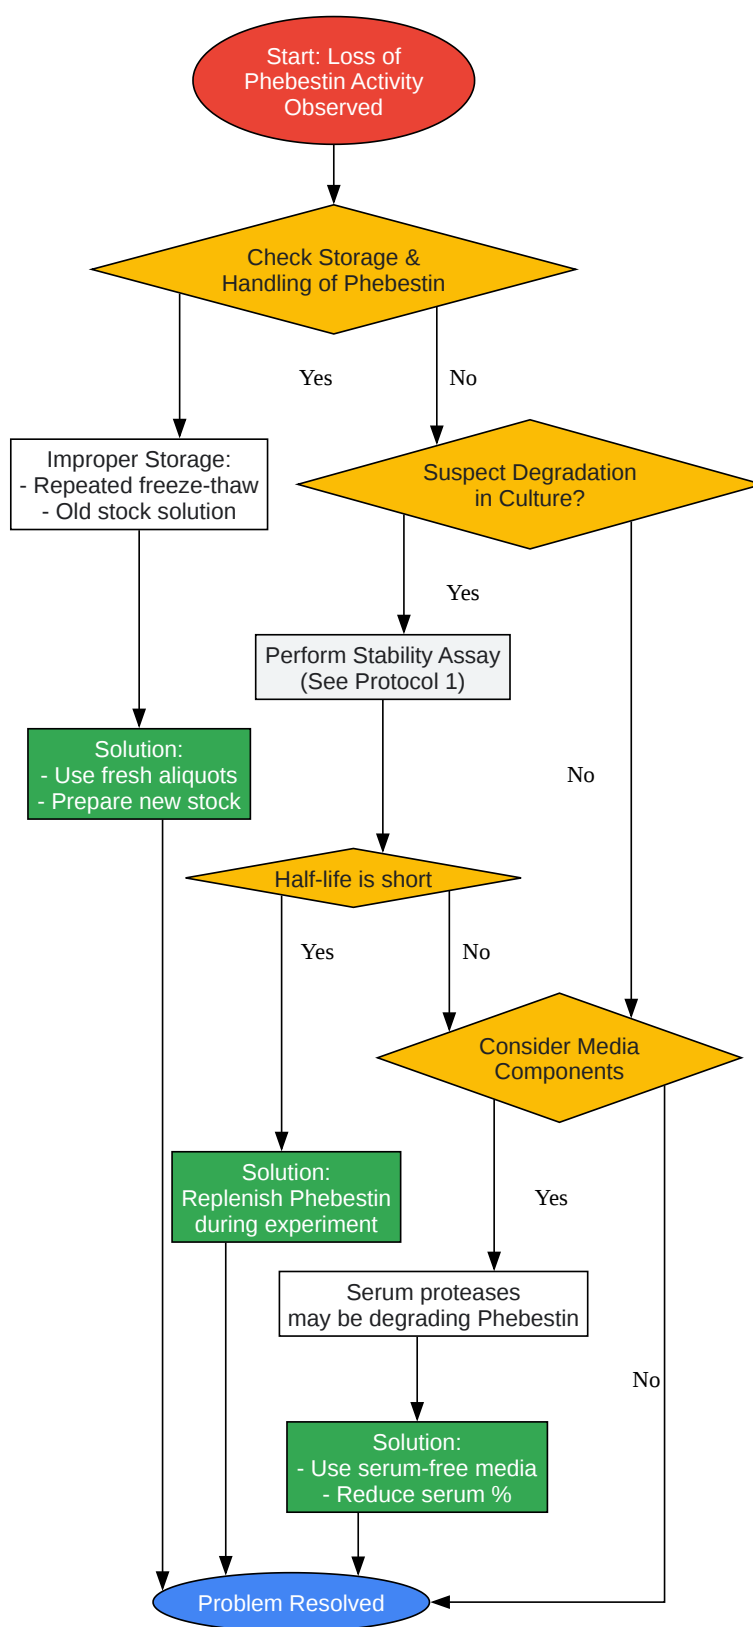 Start: Loss of
Phebestin Activity
Observed
Check Storage &
Handling of Phebestin
Yes
No
Improper Storage:
- Repeated freeze-thaw
- Old stock solution
Suspect Degradation
in Culture?
Yes
Perform Stability Assay
(See Protocol 1)
Solution:
- Use fresh aliquots
- Prepare new stock
No
Half-life is short
Yes
No
Consider Media
Components
Solution:
Replenish Phebestin
during experiment
Yes
Serum proteases
may be degrading Phebestin
No
Solution:
- Use serum-free media
- Reduce serum %
Problem Resolved